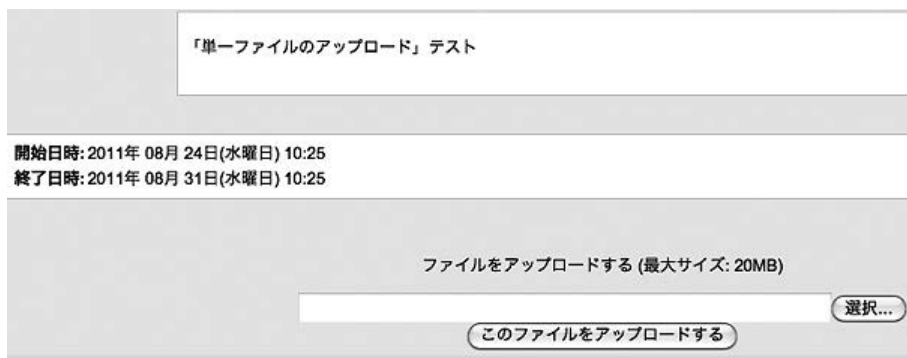 「単一ファイルのアップロード」テスト
開始日時: 2011年 08月 24日(水曜日) 10:25
終了日時: 2011年 08月 31日(水曜日) 10:25
ファイルをアップロードする (最大サイズ: 20MB)
選択...
このファイルをアップロードする